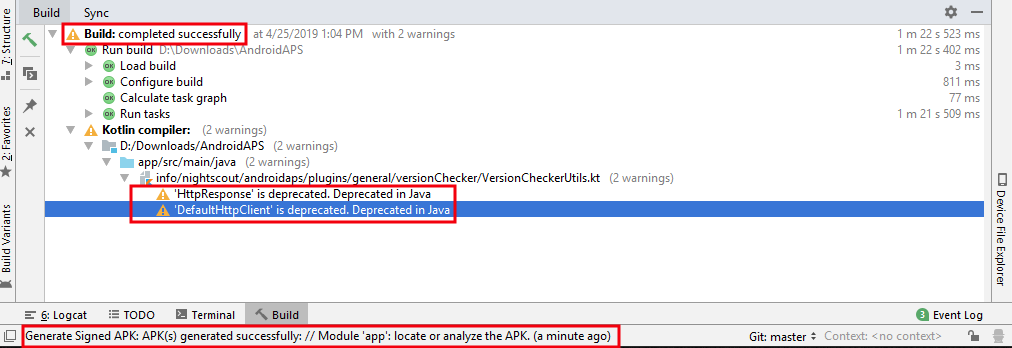 Build Sync
7: Structure
2: Favorites
Build Variants
Build: completed successfully at 4/25/2019 1:04 PM with 2 warnings 1 m 22 s 523 ms
Run build D:\Downloads\AndroidAPS 1 m 22 s 402 ms
OK Load build 3 ms
OK Configure build 811 ms
OK Calculate task graph 77 ms
OK Run tasks 1 m 21 s 509 ms
Kotlin compiler: (2 warnings)
D:/Downloads/AndroidAPS (2 warnings)
app/src/main/java (2 warnings)
info/nightscout/androidaps/plugins/general/versionChecker/VersionCheckerUtils.kt (2 warnings)
'HttpResponse' is deprecated. Deprecated in Java
'DefaultHttpClient' is deprecated. Deprecated in Java
Device File Explorer
6: Logcat TODO Terminal Build 3 Event Log
Generate Signed APK: APK(s) generated successfully: // Module 'app': locate or analyze the APK. (a minute ago) Git: master Context: <no context>